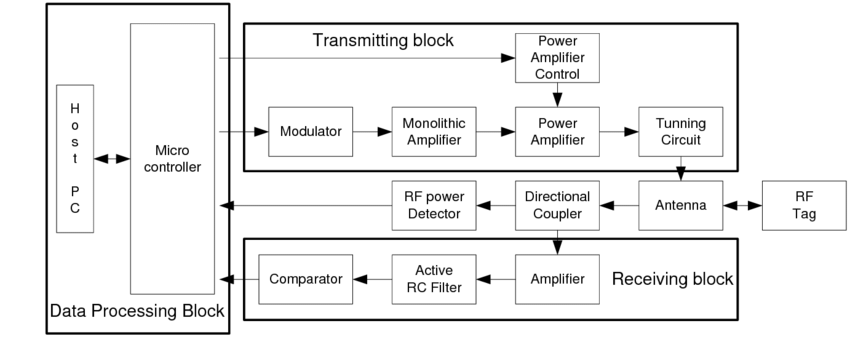 Transmitting block
Power
Amplifier
Control
H
o
s
t
P
C
Micro
controller
Modulator
Monolithic
Amplifier
Power
Amplifier
Tunning
Circuit
RF power
Detector
Directional
Coupler
Antenna
RF
Tag
Comparator
Active
RC Filter
Amplifier
Receiving block
Data Processing Block